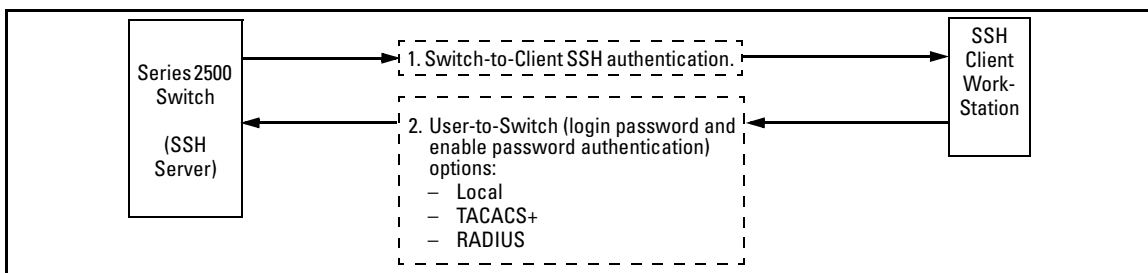 Series 2500
Switch
(SSH
Server)
1. Switch-to-Client SSH authentication.
2. User-to-Switch (login password and
enable password authentication)
options:
– Local
– TACACS+
– RADIUS
SSH
Client
Work-
Station